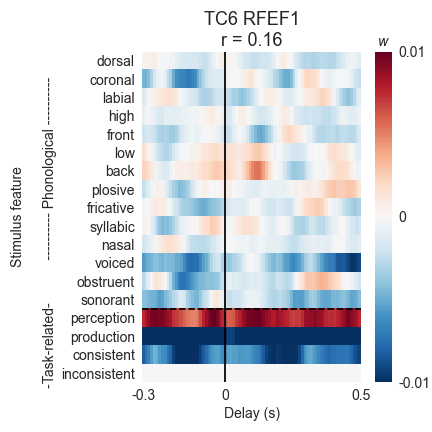 TC6 RFEF1
r = 0.16
w
Stimulus feature
---------- Phonological ----------
-Task-related-
dorsal
coronal
labial
high
front
low
back
plosive
fricative
syllabic
nasal
voiced
obstruent
sonorant
perception
production
consistent
inconsistent
0.01
0
-0.01
-0.3
0
0.5
Delay (s)